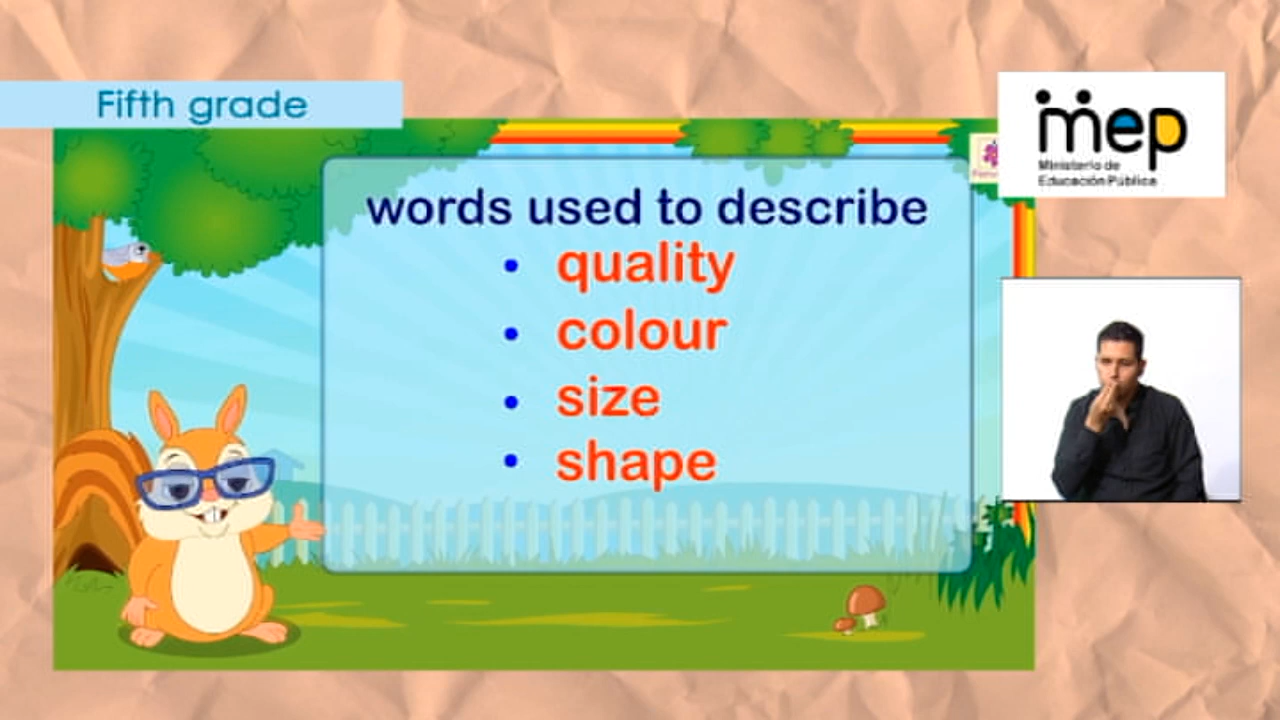 Fifth grade
mep
Ministerio de
Educación Pública
words used to describe
• quality
• colour
• size
• shape